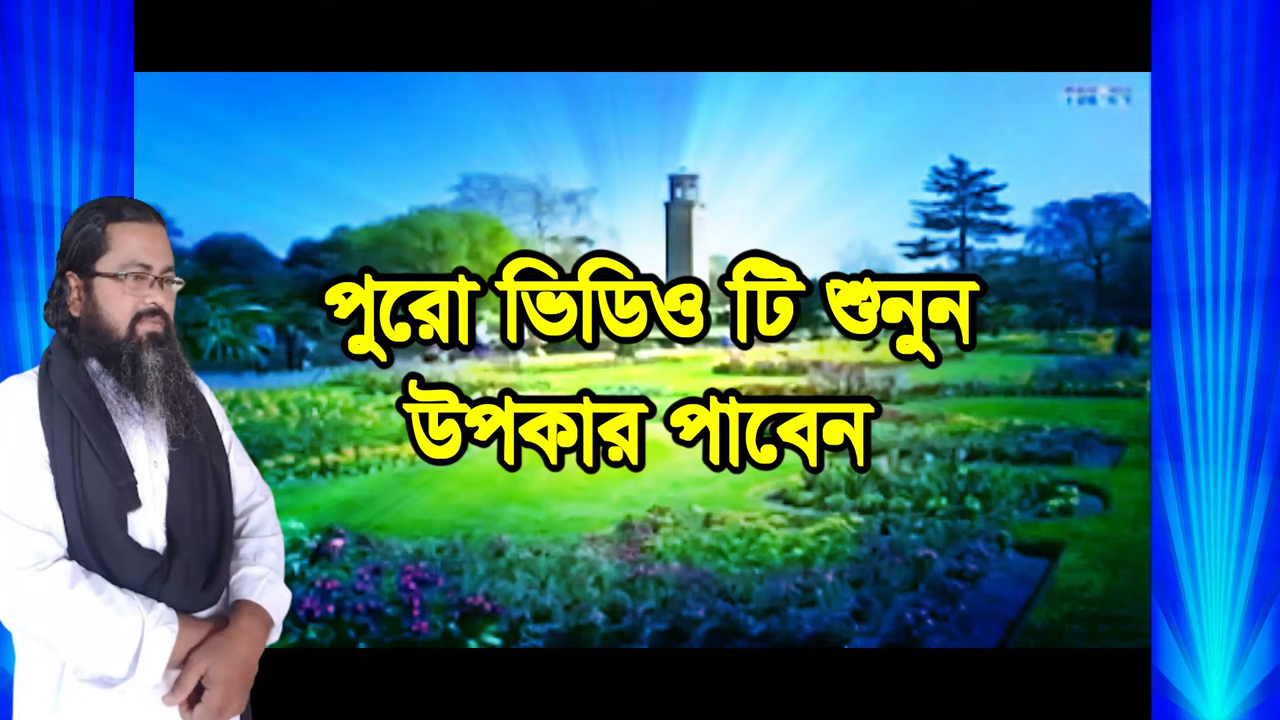 পুরো ভিডিও টি শুনুন
উপকার পাবেন